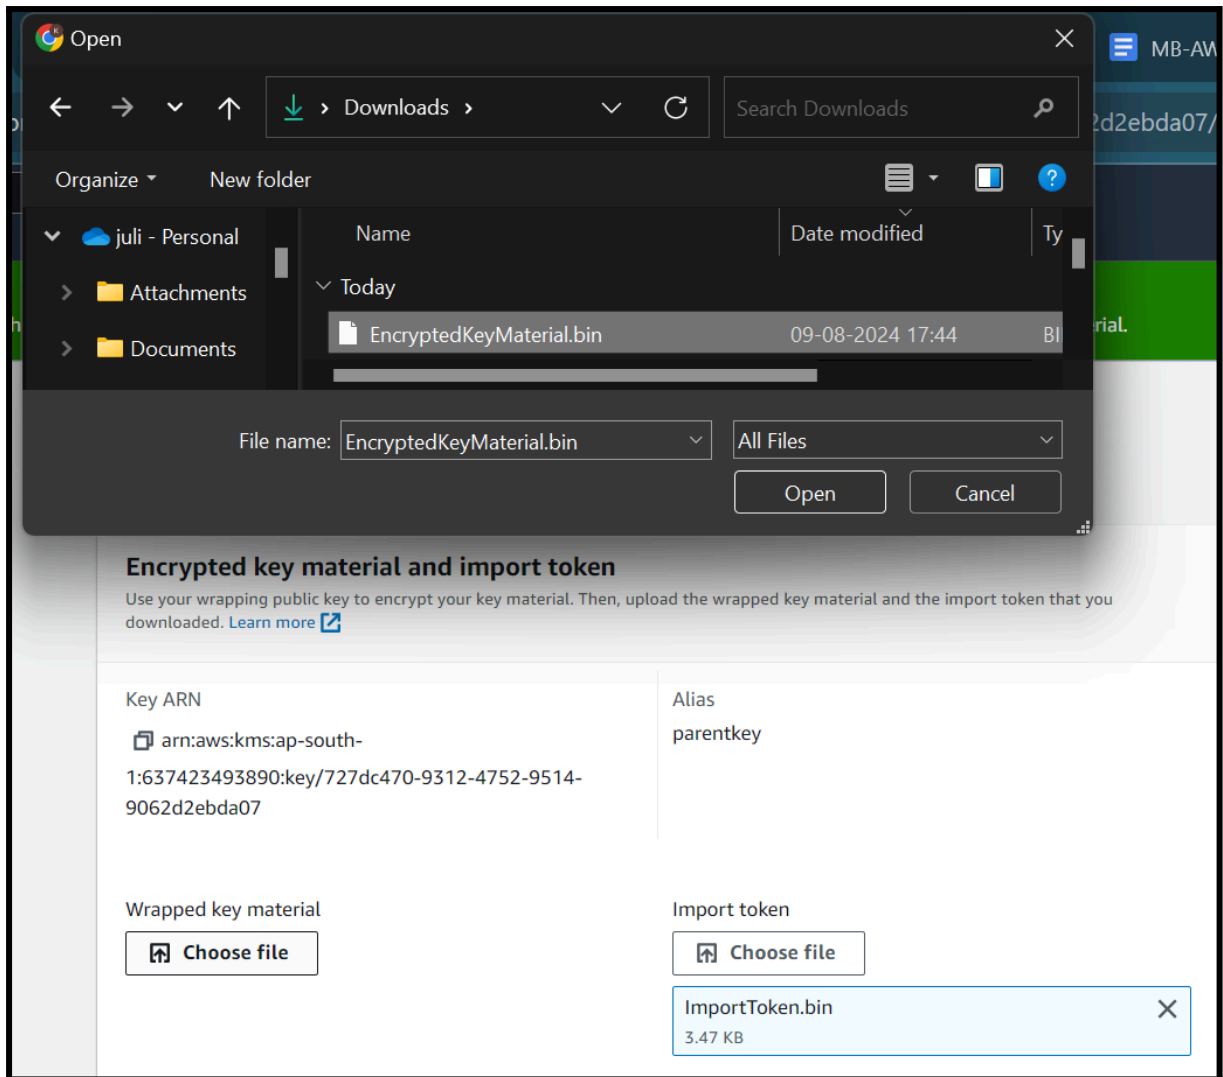 Open
MB-AW
Downloads
Search Downloads
2d2ebda07/
Organize
New folder
juli - Personal
Name
Date modified
Ty
Attachments
Today
EncryptedKeyMaterial.bin
09-08-2024 17:44
BI
rial.
Documents
File name:
EncryptedKeyMaterial.bin
All Files
Open
Cancel
Encrypted key material and import token
Use your wrapping public key to encrypt your key material. Then, upload the wrapped key material and the import token that you
downloaded. Learn more
Key ARN
Alias
arn:aws:kms:ap-south-
parentkey
1:637423493890:key/727dc470-9312-4752-9514-
9062d2ebda07
Wrapped key material
Import token
Choose file
Choose file
ImportToken.bin
3.47 KB